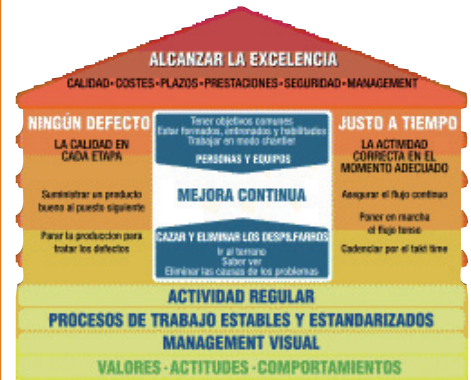 ALCANZAR LA EXCELENCIA
CALIDAD-COSTES-PLAZOS-PRESTACIONES-SEGURIDAD-MANAGEMENT
NINGÚN DEFECTO
LA CALIDAD EN
CADA ETAPA
Suministrar un producto
bueno al puesto siguiente
Parar la produccion para
tratar los defectos
Tener objetivos comunes
Estar formados, entrenados y habilitados
Trabajar en modo chantier
PERSONAS Y EQUIPOS
MEJORA CONTINUA
CAZAR Y ELIMINAR LOS DESPILFARROS
Ir al terreno
Saber ver
Eliminar las causas de los problemas
JUSTO A TIEMPO
LA ACTIVIDAD
CORRECTA EN EL
MOMENTO ADECUADO
Asegurar el flujo continuo
Poner en marcha
el flujo tenso
Cadenciar por el takt time
ACTIVIDAD REGULAR
PROCESOS DE TRABAJO ESTABLES Y ESTANDARIZADOS
MANAGEMENT VISUAL
VALORES - ACTITUDES - COMPORTAMIENTOS